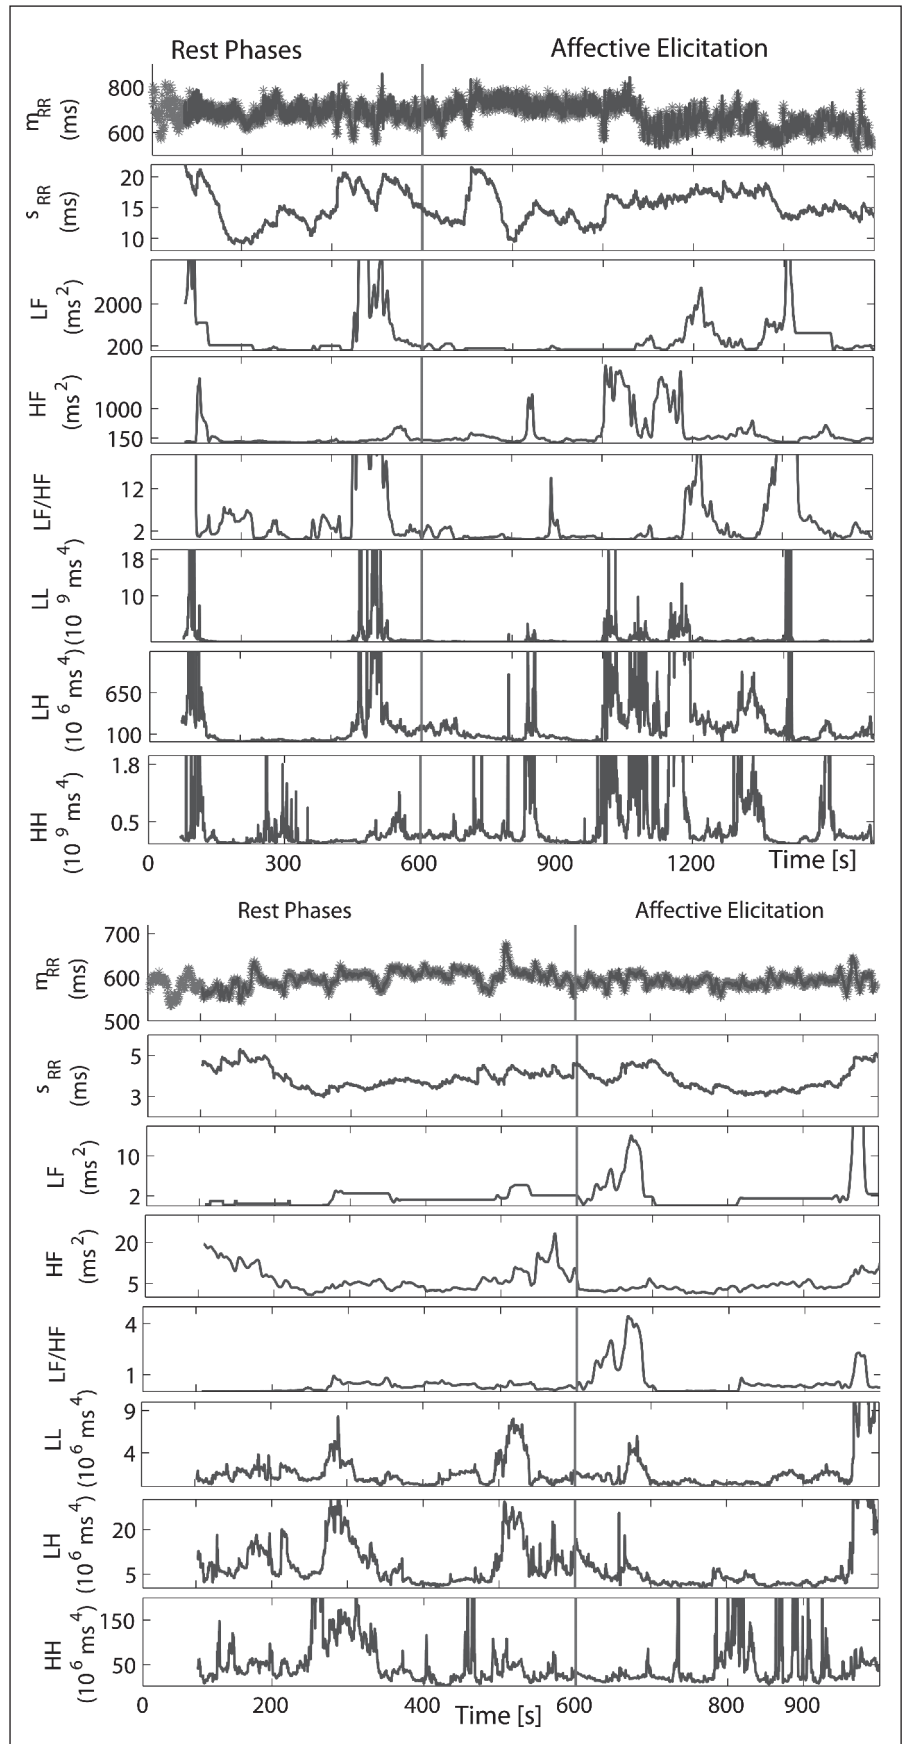 Rest Phases Affective Elicitation
mRR (ms)
800
600
sRR (ms)
20
15
10
LF (ms 2)
2000
200
HF (ms 2)
1000
150
LF/HF
12
2
LL (10 9 ms 4)
18
10
LH (10 6 ms 4)
650
100
HH (10 9 ms 4)
1.8
0.5
0 300 600 900 1200 Time [s]
Rest Phases Affective Elicitation
mRR (ms)
700
600
500
sRR (ms)
5
3
LF (ms 2)
10
2
HF (ms 2)
20
5
LF/HF
4
1
LL (10 6 ms 4)
9
4
LH (10 6 ms 4)
20
5
HH (10 6 ms 4)
150
50
0 200 400 600 800 900
Time [s]